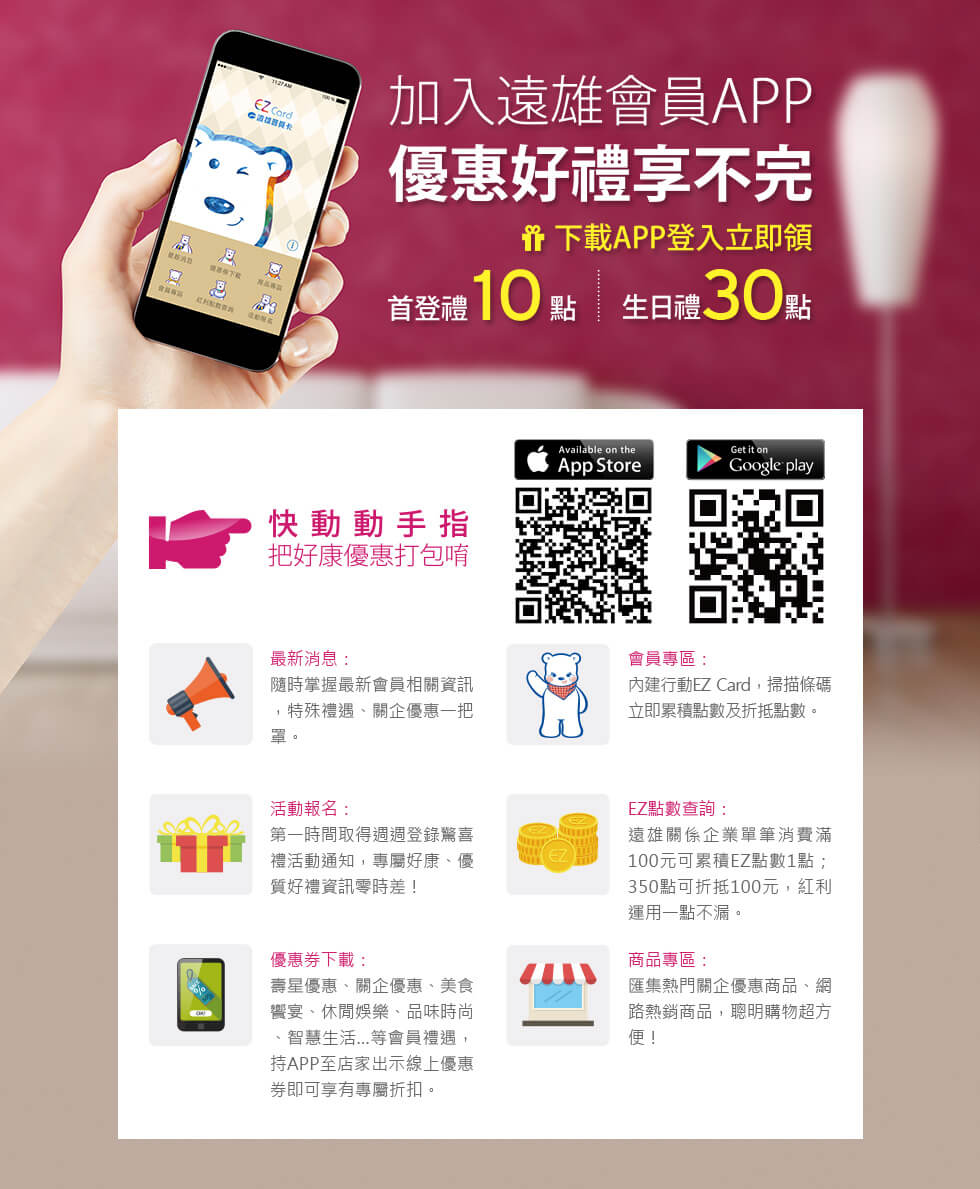 11:27 AM
100 %
EZ Card
遠雄會員卡
最新消息
優惠券下載
商品專區
會員專區
紅利點數查詢
活動報名
加入遠雄會員APP
優惠好禮享不完
下載APP登入立即領
首登禮10點
生日禮30點
Available on the
App Store
Get it on
Google play
快動動手指
把好康優惠打包唷
最新消息：
隨時掌握最新會員相關資訊
，特殊禮遇、關企優惠一把
罩。
會員專區：
內建行動EZ Card，掃描條碼
立即累積點數及折抵點數。
活動報名：
第一時間取得週週登錄驚喜
禮活動通知，專屬好康、優
質好禮資訊零時差！
EZ點數查詢：
遠雄關係企業單筆消費滿
100元可累積EZ點數1點；
350點可折抵100元，紅利
運用一點不漏。
EZ
EZ
EZ
優惠券下載：
壽星優惠、關企優惠、美食
饗宴、休閒娛樂、品味時尚
、智慧生活...等會員禮遇，
持APP至店家出示線上優惠
券即可享有專屬折扣。
%
商品專區：
匯集熱門關企優惠商品、網
路熱銷商品，聰明購物超方
便！